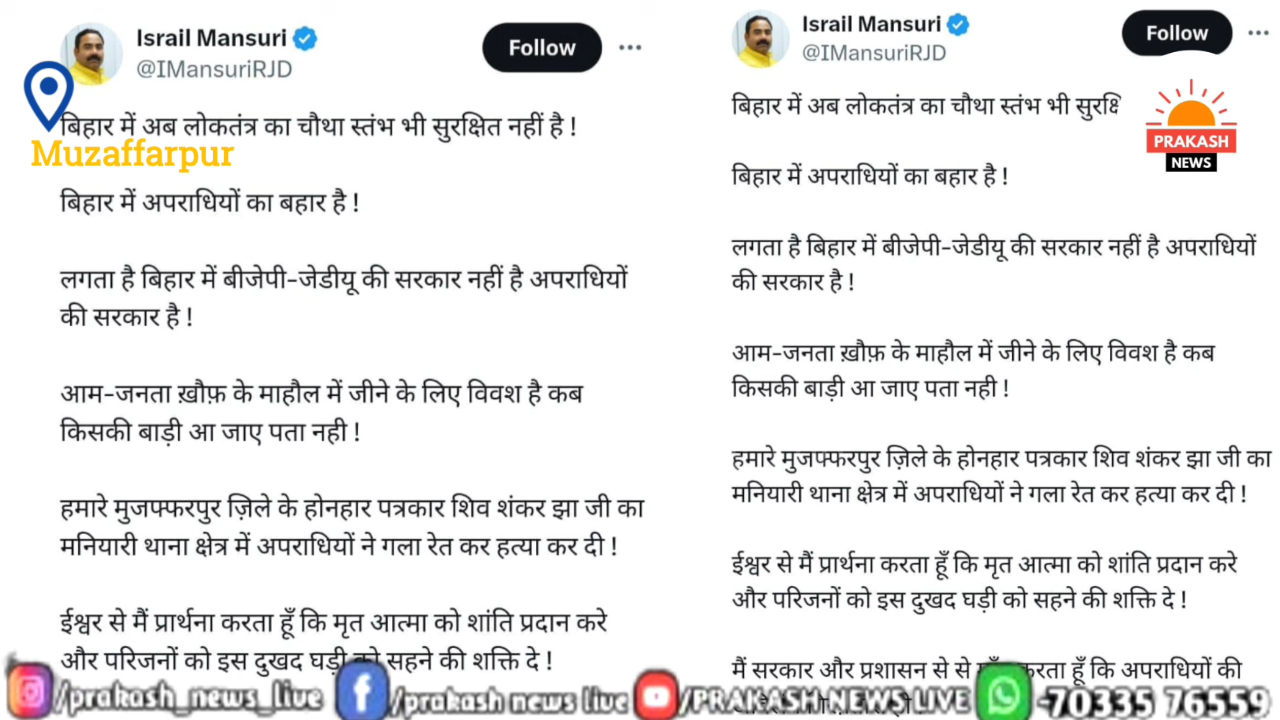 Israil Mansuri
@IMansuriRJD
Follow
Muzaffarpur
बिहार में अब लोकतंत्र का चौथा स्तंभ भी सुरक्षित नहीं है !
बिहार में अपराधियों का बहार है !
लगता है बिहार में बीजेपी-जेडीयू की सरकार नहीं है अपराधियों
की सरकार है !
आम-जनता ख़ौफ़ के माहौल में जीने के लिए विवश है कब
किसकी बाड़ी आ जाए पता नही !
हमारे मुजफ्फरपुर ज़िले के होनहार पत्रकार शिव शंकर झा जी का
मनियारी थाना क्षेत्र में अपराधियों ने गला रेत कर हत्या कर दी !
ईश्वर से मैं प्रार्थना करता हूँ कि मृत आत्मा को शांति प्रदान करे
और परिजनों को इस दुखद घड़ी को सहने की शक्ति दे !
Israil Mansuri
@IMansuriRJD
Follow
PRAKASH
NEWS
बिहार में अब लोकतंत्र का चौथा स्तंभ भी
बिहार में अपराधियों का बहार है !
लगता है बिहार में बीजेपी-जेडीयू की सरकार नहीं है अपराधियों
की सरकार है !
आम-जनता ख़ौफ़ के माहौल में जीने के लिए विवश है कब
किसकी बाड़ी आ जाए पता नही !
हमारे मुजफ्फरपुर ज़िले के होनहार पत्रकार शिव शंकर झा जी का
मनियारी थाना क्षेत्र में अपराधियों ने गला रेत कर हत्या कर दी !
ईश्वर से मैं प्रार्थना करता हूँ कि मृत आत्मा को शांति प्रदान करे
और परिजनों को इस दुखद घड़ी को सहने की शक्ति दे !
मैं सरकार और प्रशासन से से करता हूँ कि अपराधियों की
/prakash_news_live /prakash news live /PRAKASH NEWS LIVE -70335 76559